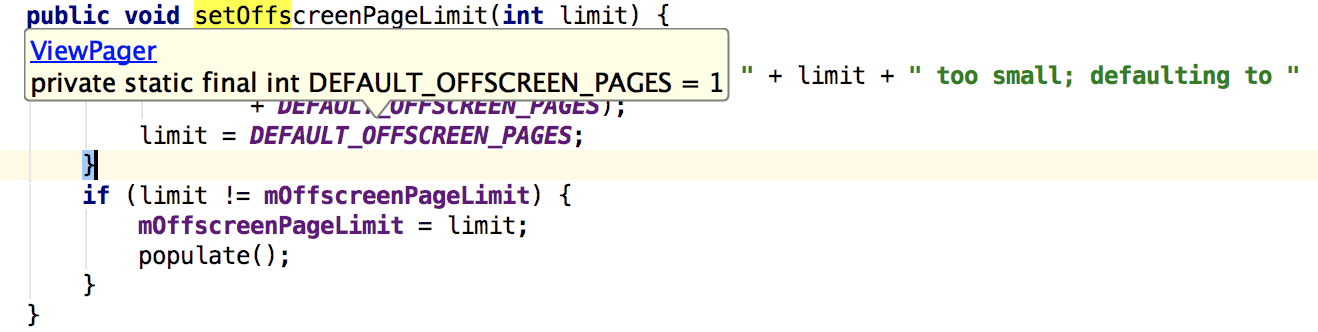 public void setOffscreenPageLimit(int limit) {
ViewPager
private static final int DEFAULT_OFFSCREEN_PAGES = 1
" + limit + " too small; defaulting to "
+ DEFAULT_OFFSCREEN_PAGES);
limit = DEFAULT_OFFSCREEN_PAGES;
}
if (limit != mOffscreenPageLimit) {
mOffscreenPageLimit = limit;
populate();
}
}